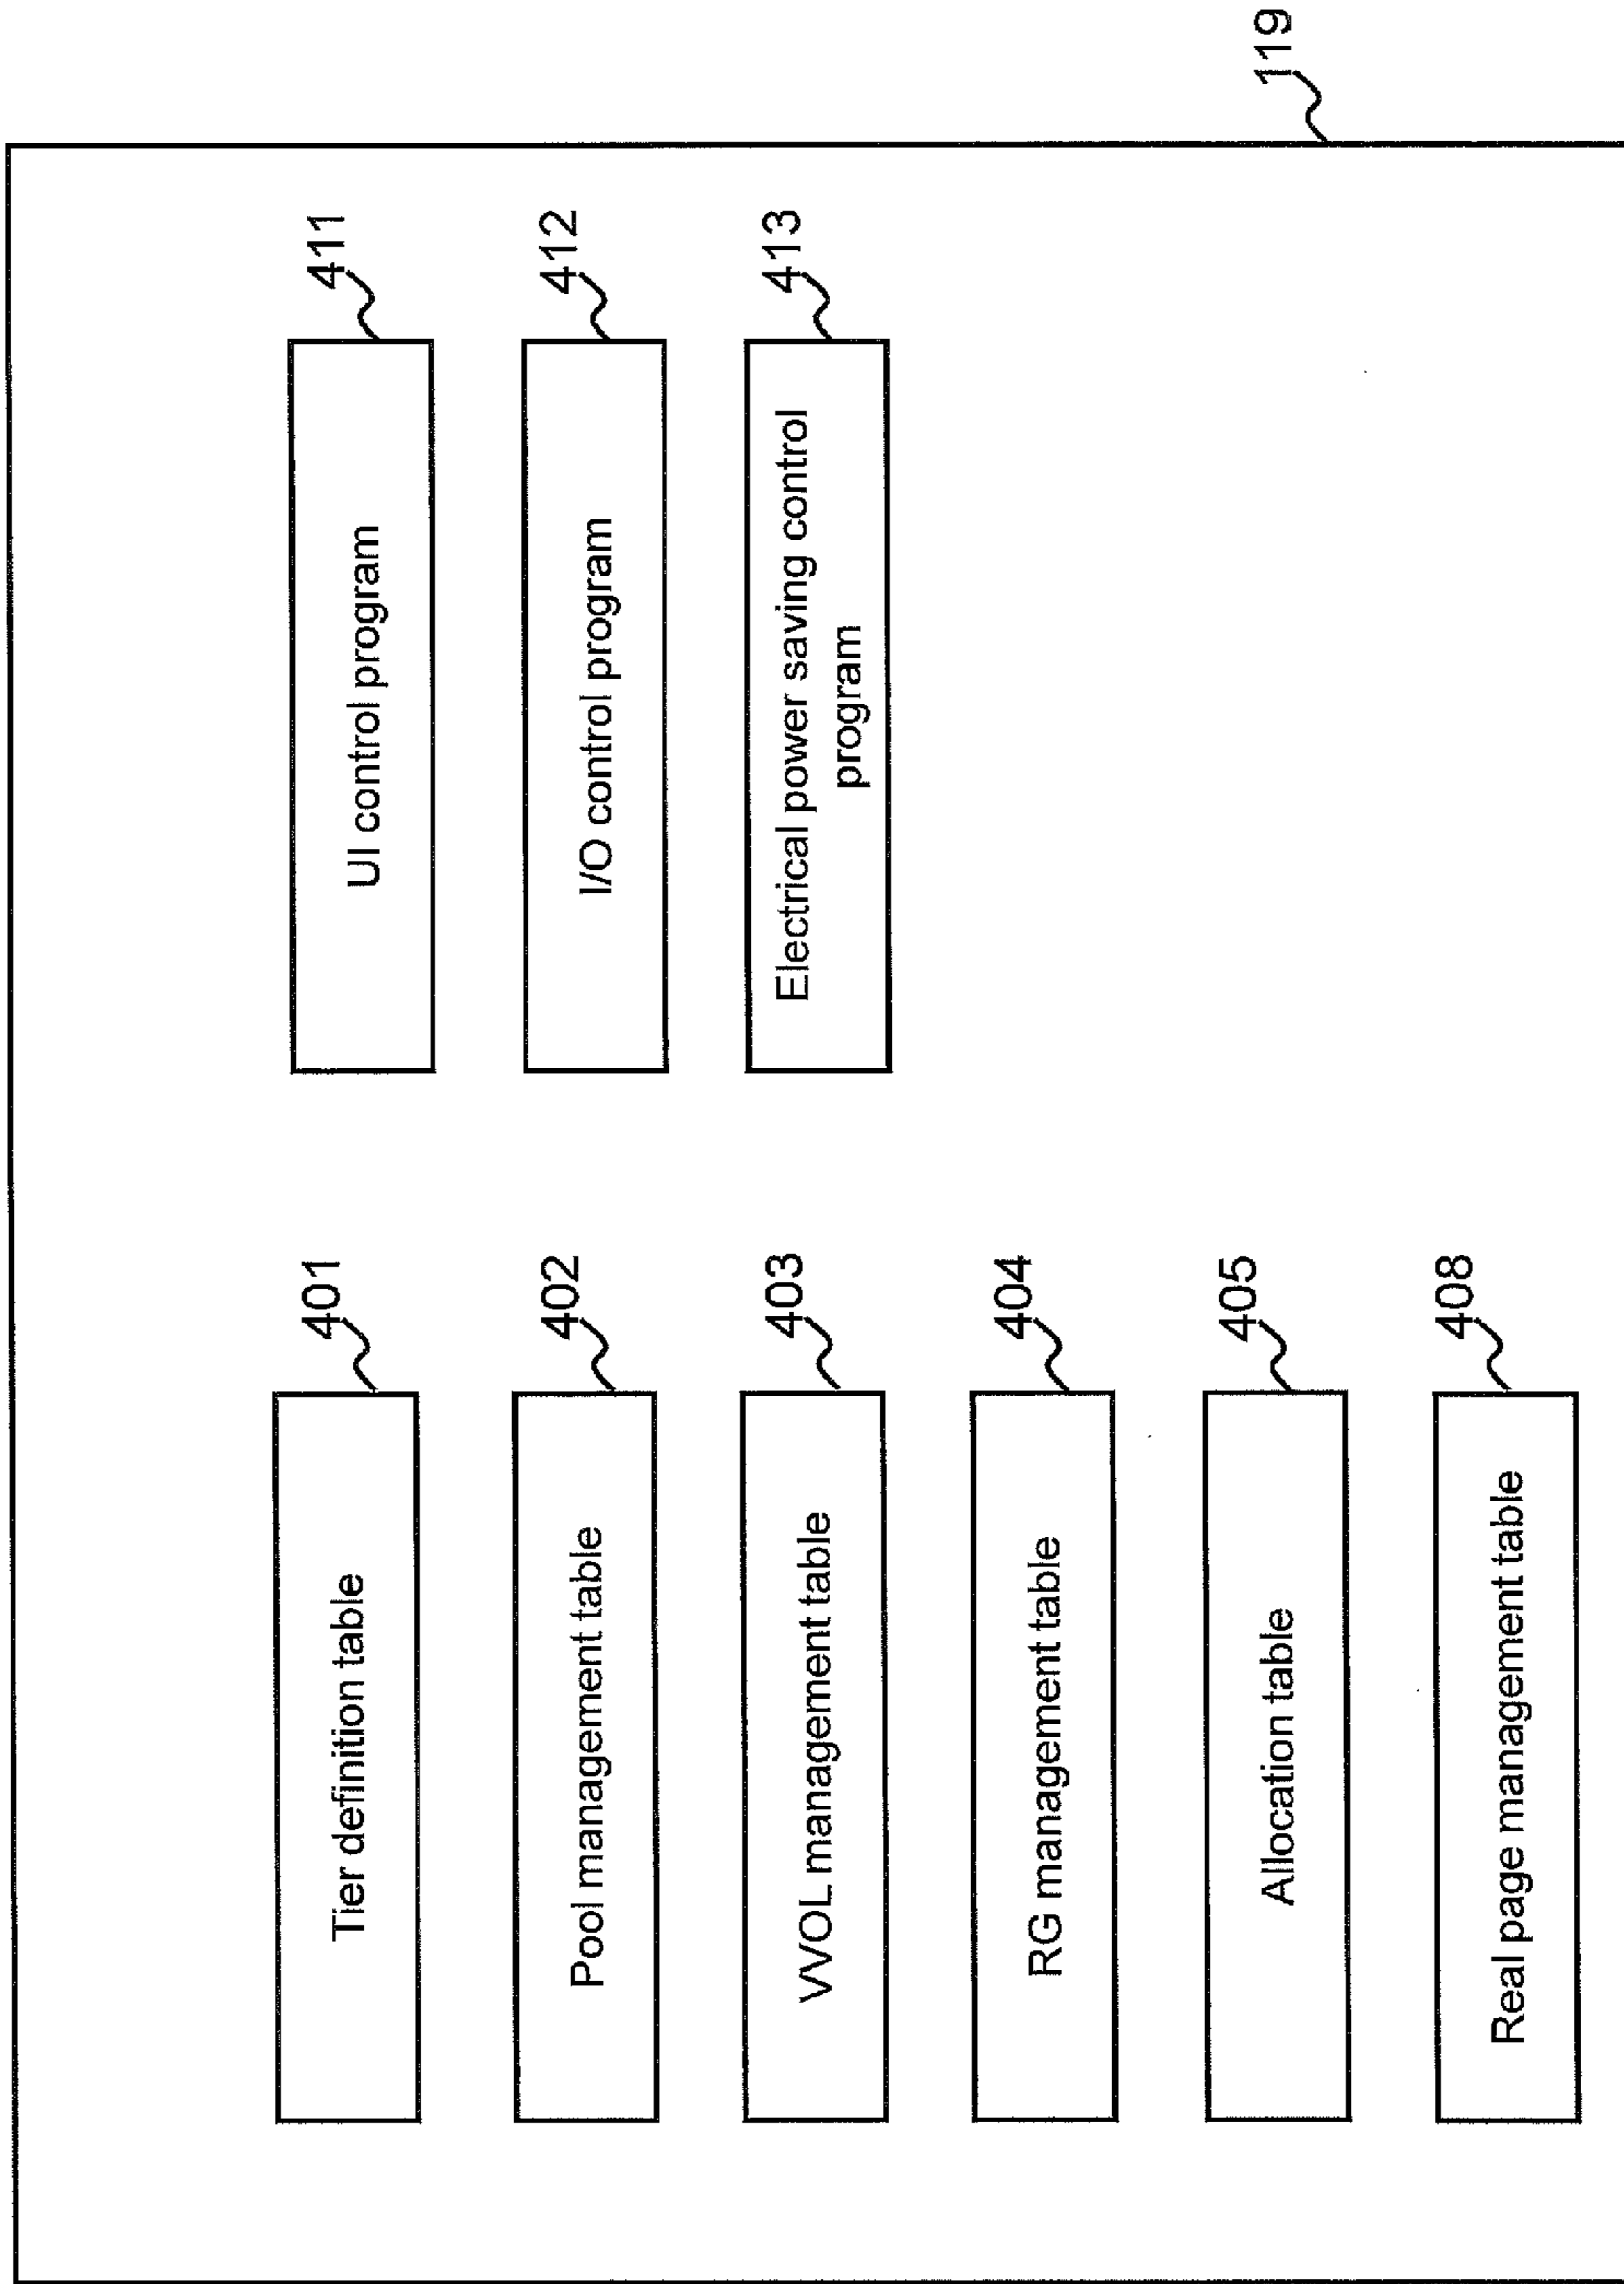 119
401
Tier definition table
402
Pool management table
403
VVOL management table
404
RG management table
405
Allocation table
408
Real page management table
411
UI control program
412
I/O control program
413
Electrical power saving control
program